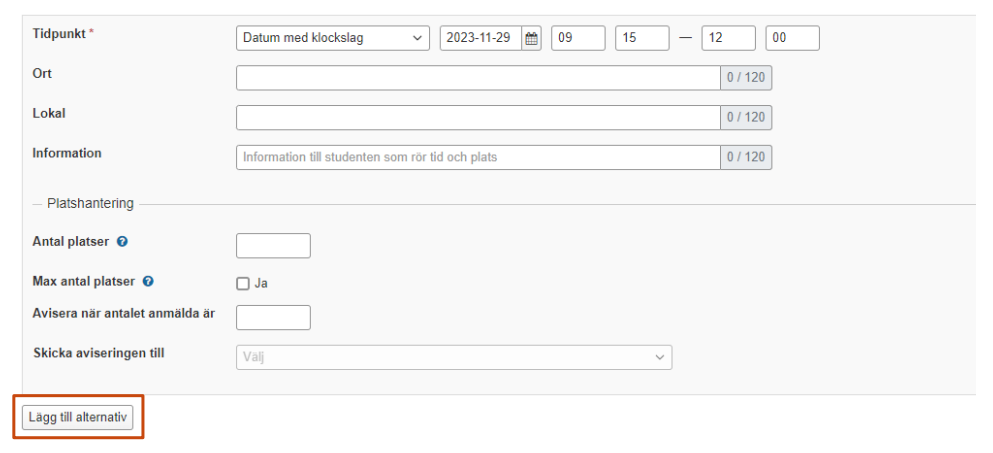 Tidpunkt * Datum med klockslag 2023-11-29 09 15 — 12 00
Ort 0 / 120
Lokal 0 / 120
Information Information till studenten som rör tid och plats 0 / 120
Platshantering
Antal platser ?
Max antal platser ? Ja
Avisera när antalet anmälda är
Skicka aviseringen till Välj
Lägg till alternativ